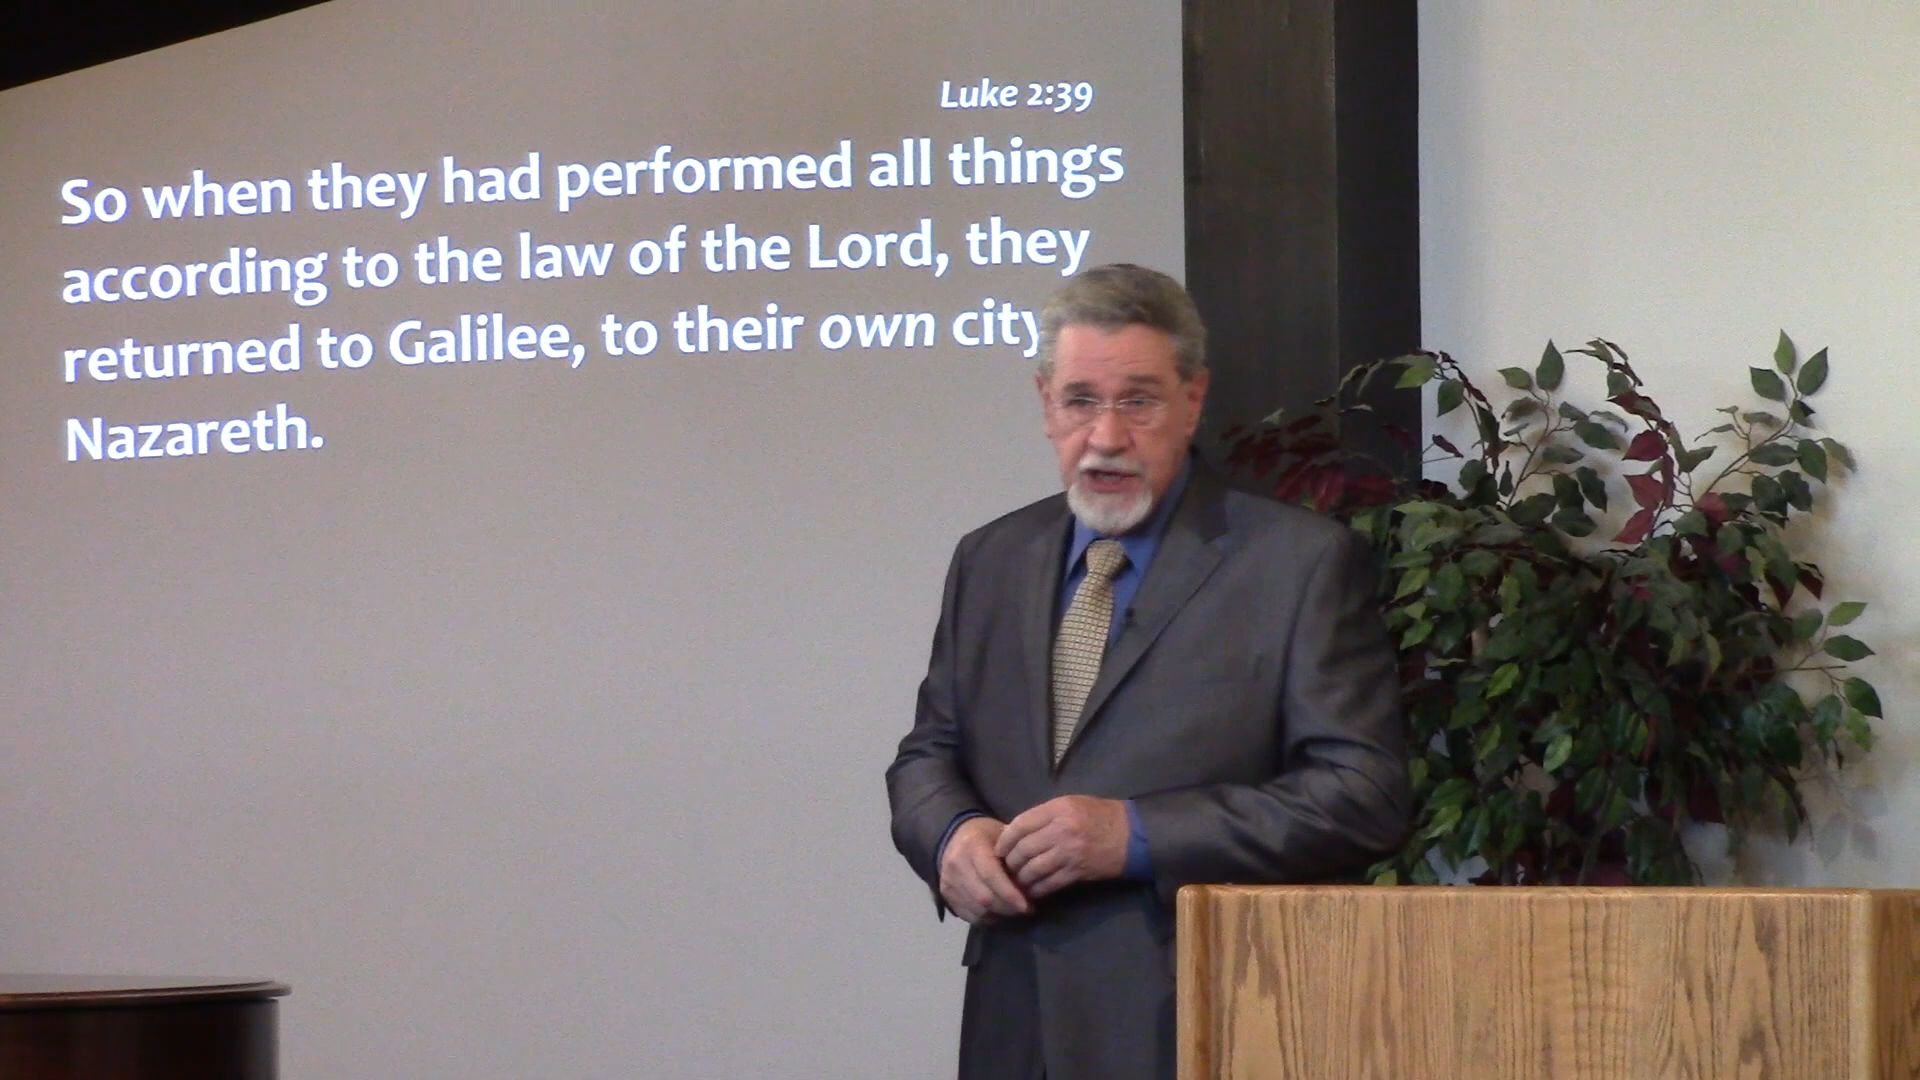 Luke 2:39
So when they had performed all things
according to the law of the Lord, they
returned to Galilee, to their own city
Nazareth.